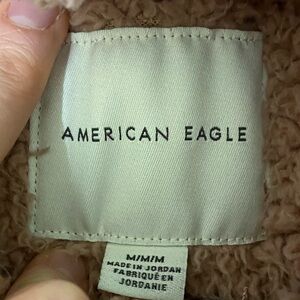 AMERICAN EAGLE
M/M/M
MADE IN JORDAN
FABRIQUÉ EN
JORDANIE